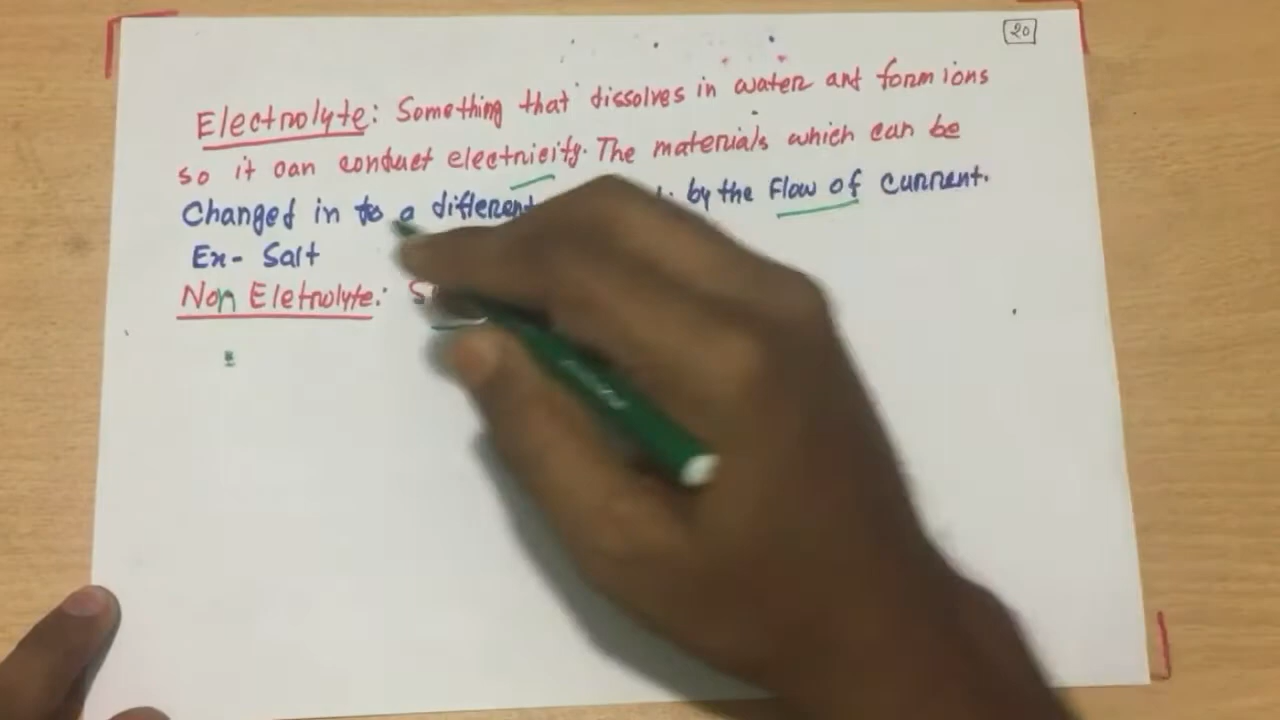 20
Electrolyte: Something that dissolves in water and form ions
so it can conduct electricity. The materials which can be
Changed in to a different by the Flow of current.
Ex- Salt
Non Eletrolyte: